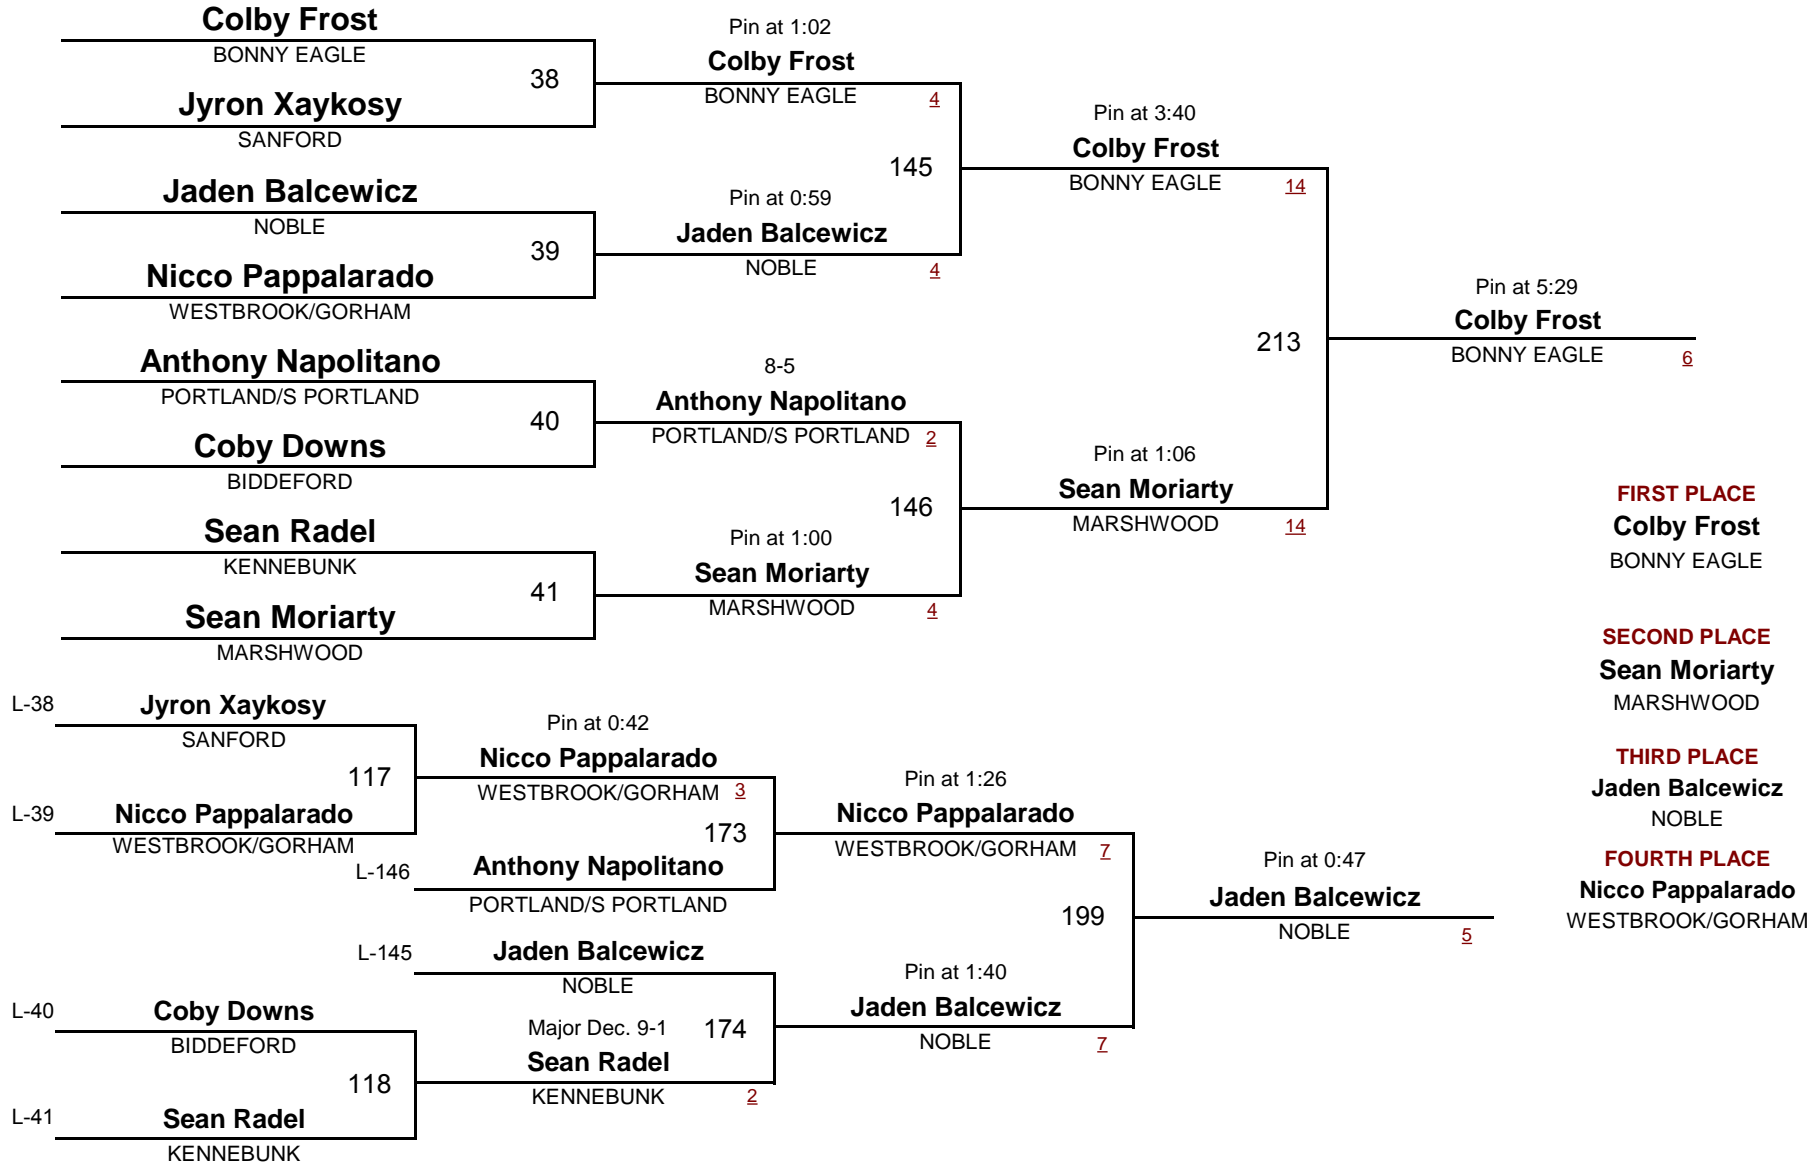 Colby Frost
BONNY EAGLE
38
Jyron Xaykosy
SANFORD
Jaden Balcewicz
NOBLE
39
Nicco Pappalarado
WESTBROOK/GORHAM
Anthony Napolitano
PORTLAND/S PORTLAND
40
Coby Downs
BIDDEFORD
Sean Radel
KENNEBUNK
41
Sean Moriarty
MARSHWOOD
Pin at 1:02
Colby Frost
BONNY EAGLE 4
145
Pin at 0:59
Jaden Balcewicz
NOBLE 4
8-5
Anthony Napolitano
PORTLAND/S PORTLAND 2
146
Pin at 1:00
Sean Moriarty
MARSHWOOD 4
Pin at 3:40
Colby Frost
BONNY EAGLE 14
213
Pin at 1:06
Sean Moriarty
MARSHWOOD 14
Pin at 5:29
Colby Frost
BONNY EAGLE 6
FIRST PLACE
Colby Frost
BONNY EAGLE
SECOND PLACE
Sean Moriarty
MARSHWOOD
THIRD PLACE
Jaden Balcewicz
NOBLE
FOURTH PLACE
Nicco Pappalarado
WESTBROOK/GORHAM
L-38 Jyron Xaykosy
SANFORD
117
L-39 Nicco Pappalarado
WESTBROOK/GORHAM
L-40 Coby Downs
BIDDEFORD
118
L-41 Sean Radel
KENNEBUNK
Pin at 0:42
Nicco Pappalarado
WESTBROOK/GORHAM 3
173
L-146 Anthony Napolitano
PORTLAND/S PORTLAND
L-145 Jaden Balcewicz
NOBLE
Major Dec. 9-1 174
Sean Radel
KENNEBUNK 2
Pin at 1:26
Nicco Pappalarado
WESTBROOK/GORHAM 7
199
Pin at 1:40
Jaden Balcewicz
NOBLE 7
Pin at 0:47
Jaden Balcewicz
NOBLE 5